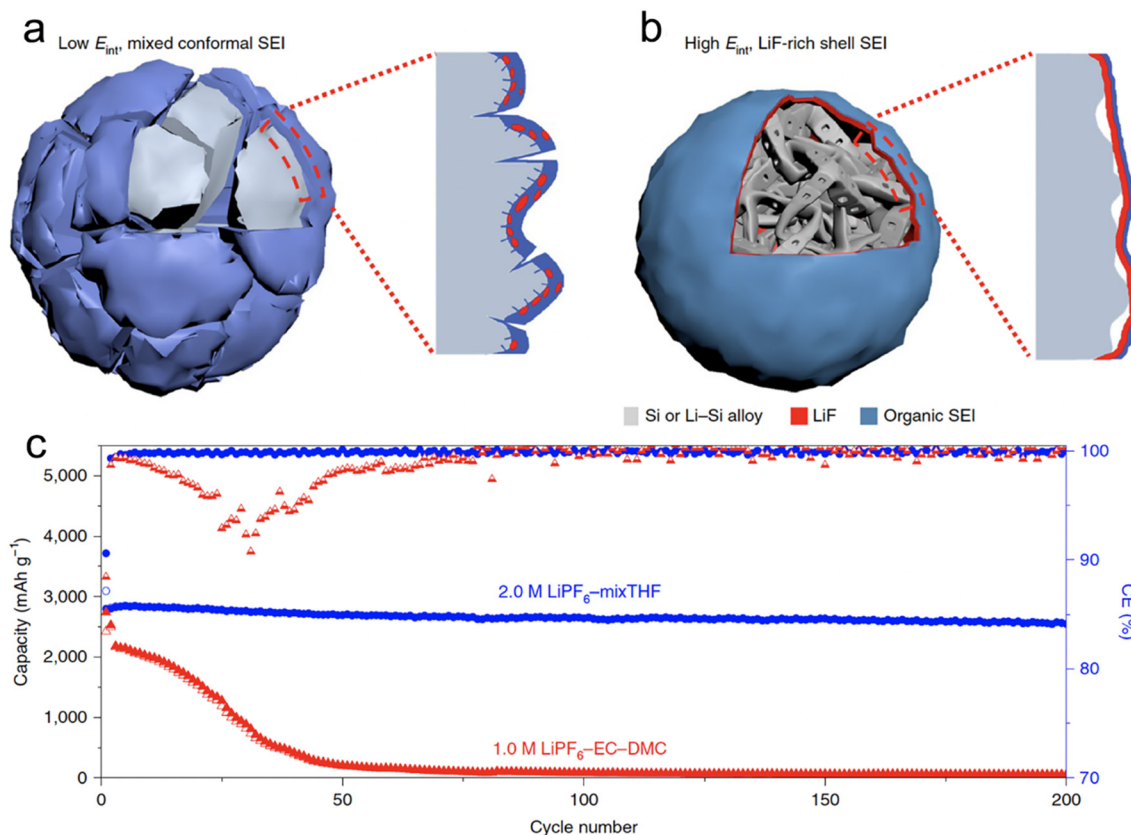 a
Low E_int, mixed conformal SEI
b
High E_int, LiF-rich shell SEI
Si or Li–Si alloy
LiF
Organic SEI
c
5,000
4,000
3,000
2,000
1,000
0
Capacity (mAh g⁻¹)
100
90
80
70
CE (%)
2.0 M LiPF₆–mixTHF
1.0 M LiPF₆–EC–DMC
0
50
100
150
200
Cycle number